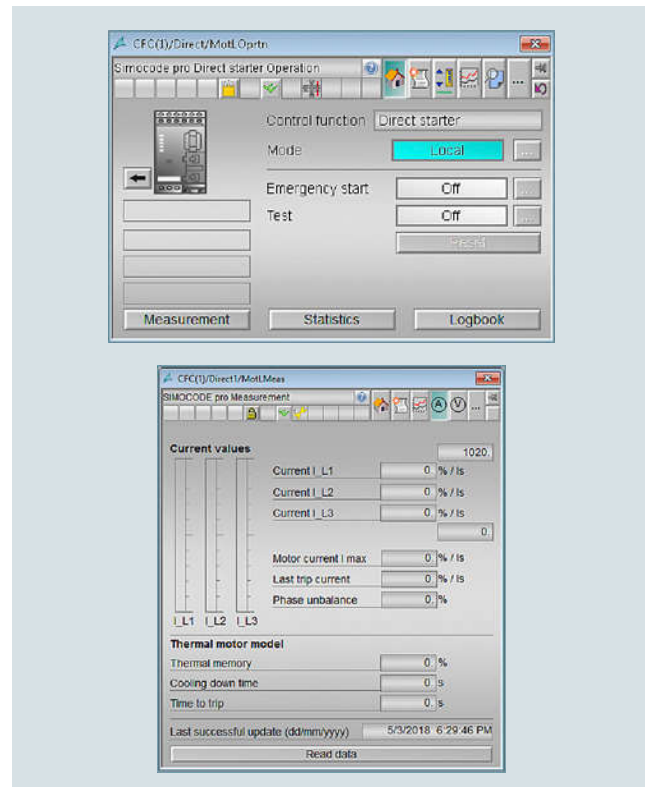 CFC(1)/Direct/MotLOprtn
Simocode pro Direct starter Operation
...
Control function Direct starter
Mode Local ...
Emergency start Off ...
Test Off ...
Reset
Measurement Statistics Logbook
CFC(1)/Direct1/MotLMeas
SIMOCODE pro Measurement
A V ...
Current values 1020.
Current I_L1 0. % / Is
Current I_L2 0. % / Is
Current I_L3 0. % / Is
0.
Motor current I max 0. % / Is
Last trip current 0. % / Is
Phase unbalance 0. %
I_L1 I_L2 I_L3
Thermal motor model
Thermal memory 0. %
Cooling down time 0. s
Time to trip 0. s
Last successful update (dd/mm/yyyy) 5/3/2018 6:29:46 PM
Read data